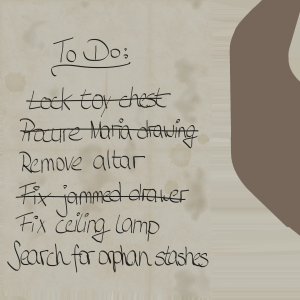 To Do:
Lock toy chest
Procure Maria drawing
Remove altar
Fix jammed drawer
Fix ceiling lamp
Search for orphan stashes